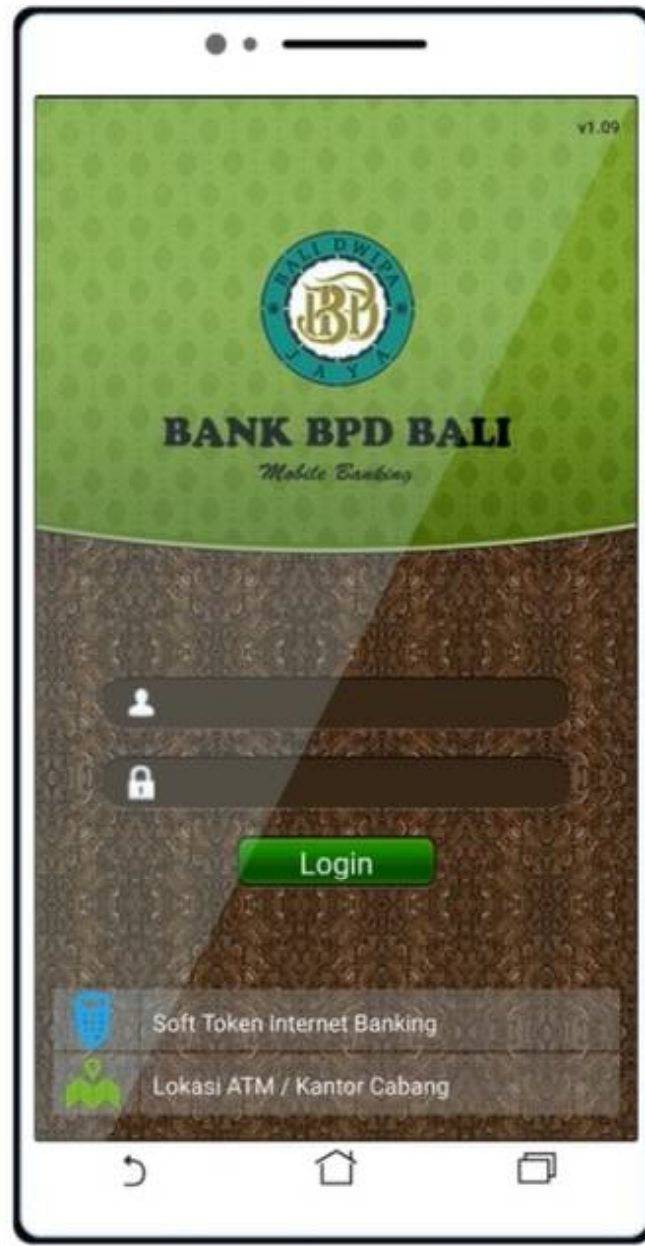 v1.09
BALI DWIPA
BPD
JAYA
BANK BPD BALI
Mobile Banking
Login
Soft Token Internet Banking
Lokasi ATM / Kantor Cabang